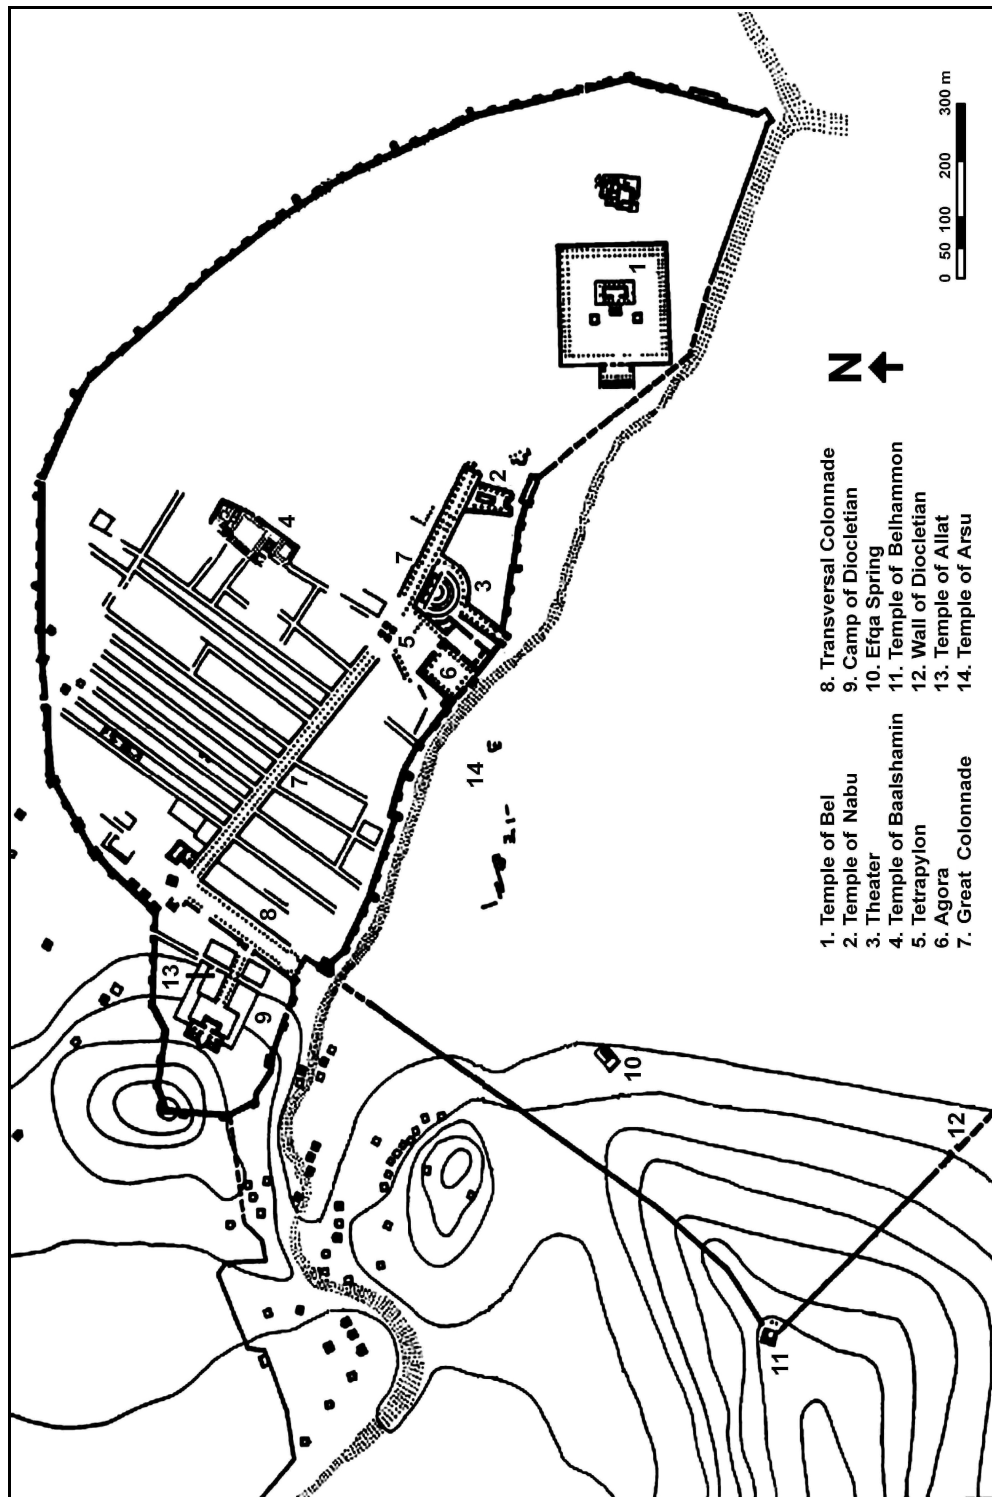 13
9
8
4
7
7
5
6
14
3
2
10
1
11
12
N
1. Temple of Bel
2. Temple of Nabu
3. Theater
4. Temple of Baalshamin
5. Tetrapylon
6. Agora
7. Great Colonnade
8. Transversal Colonnade
9. Camp of Diocletian
10. Efqa Spring
11. Temple of Belhammon
12. Wall of Diocletian
13. Temple of Allat
14. Temple of Arsu
0 50 100 200 300 m